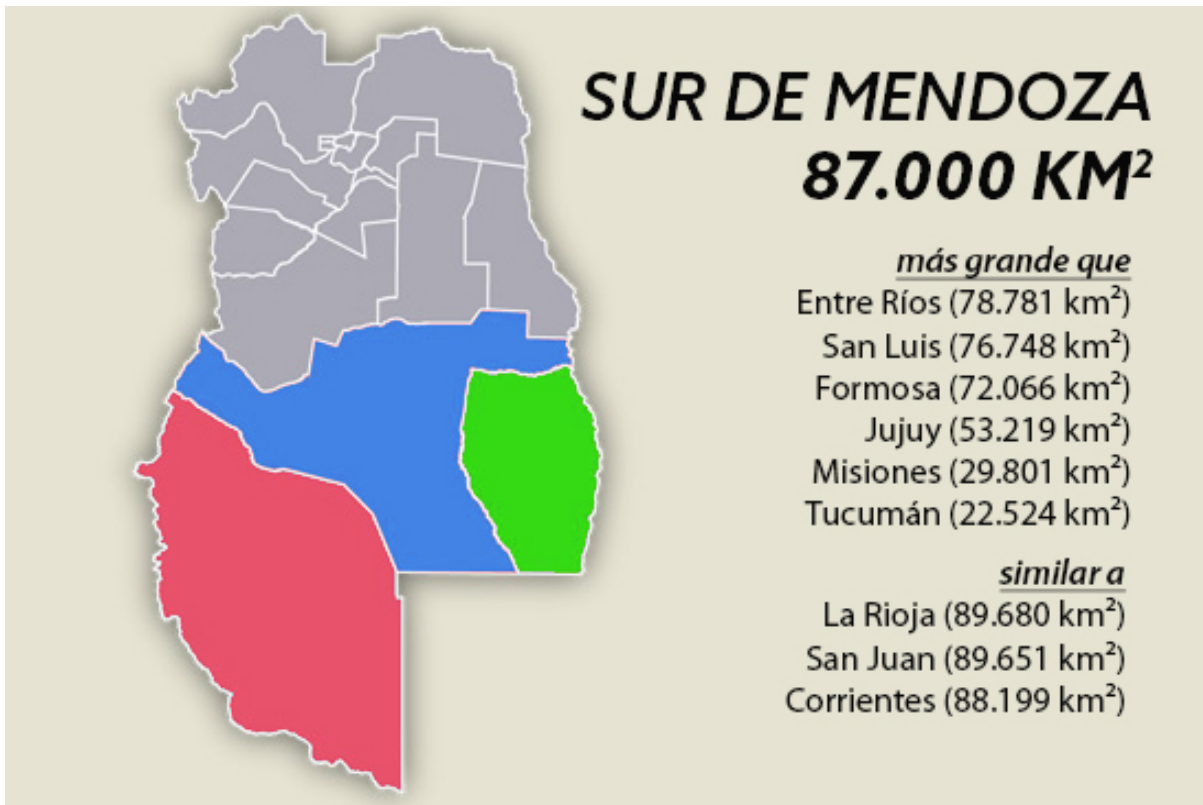 SUR DE MENDOZA
87.000 KM²
más grande que
Entre Ríos (78.781 km²)
San Luis (76.748 km²)
Formosa (72.066 km²)
Jujuy (53.219 km²)
Misiones (29.801 km²)
Tucumán (22.524 km²)
similar a
La Rioja (89.680 km²)
San Juan (89.651 km²)
Corrientes (88.199 km²)